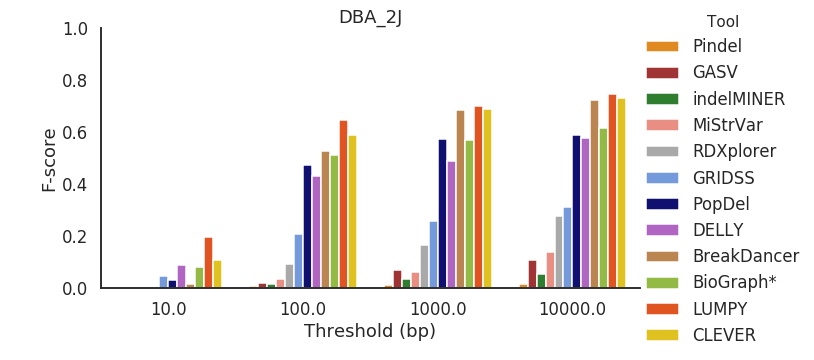 DBA_2J
1.0
0.8
0.6
0.4
0.2
0.0
F-score
10.0
100.0
1000.0
10000.0
Threshold (bp)
Tool
Pindel
GASV
indelMINER
MiStrVar
RDXplorer
GRIDSS
PopDel
DELLY
BreakDancer
BioGraph*
LUMPY
CLEVER